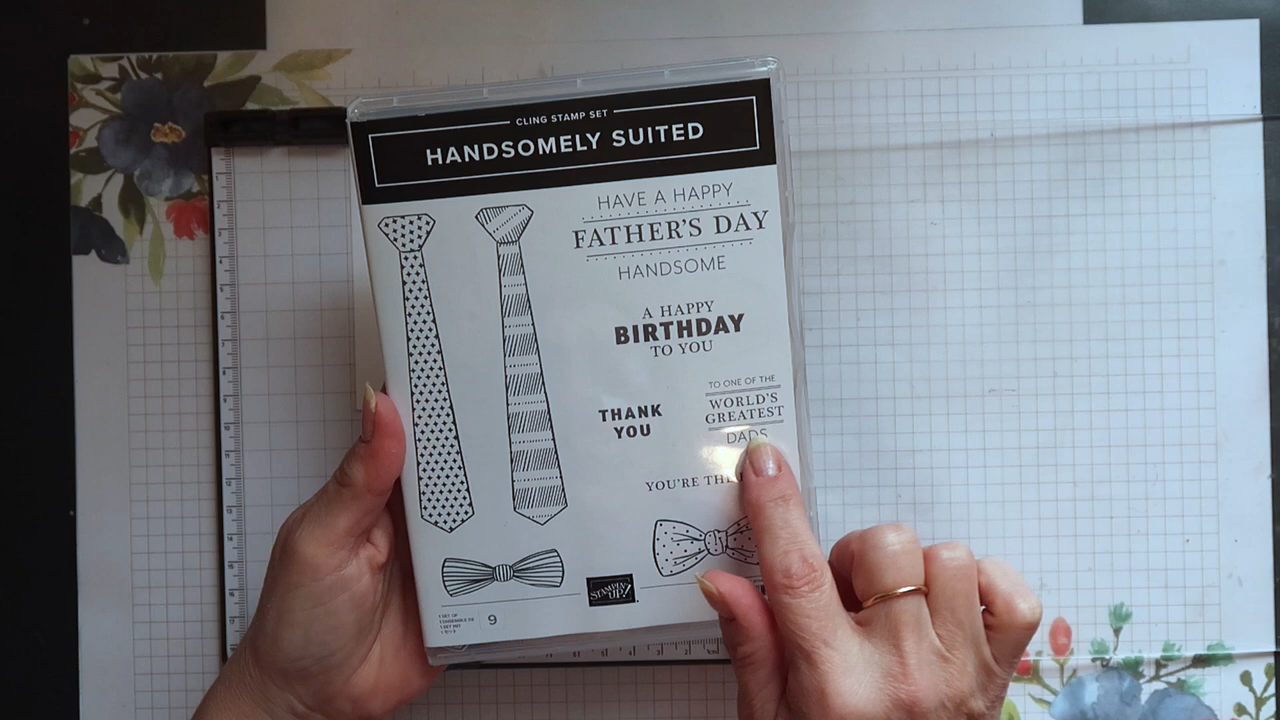 CLING STAMP SET
HANDSOMELY SUITED
HAVE A HAPPY
FATHER'S DAY
HANDSOME
A HAPPY
BIRTHDAY
TO YOU
THANK
YOU
TO ONE OF THE
WORLD'S
GREATEST
DADS
YOU'RE
STAMPIN'
UP!
9